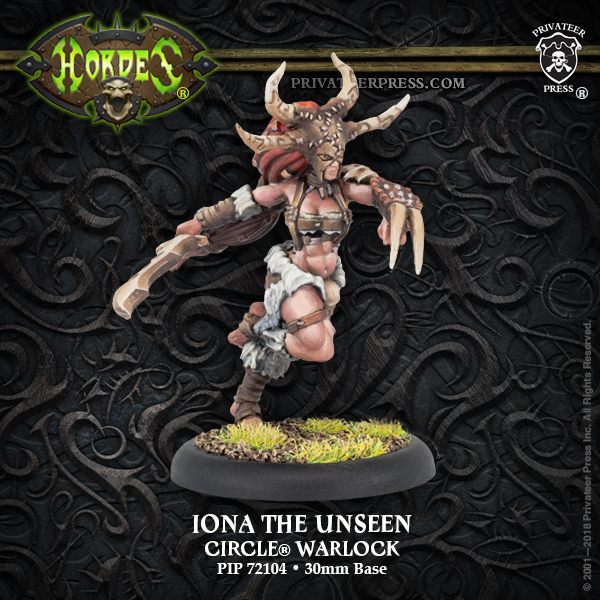 HORDES®
PRIVATEERPRESS.COM
PRIVATEER
PRESS ®
IONA THE UNSEEN
CIRCLE® WARLOCK
PIP 72104 • 30mm Base
© 2001–2018 Privateer Press Inc. All Rights Reserved.